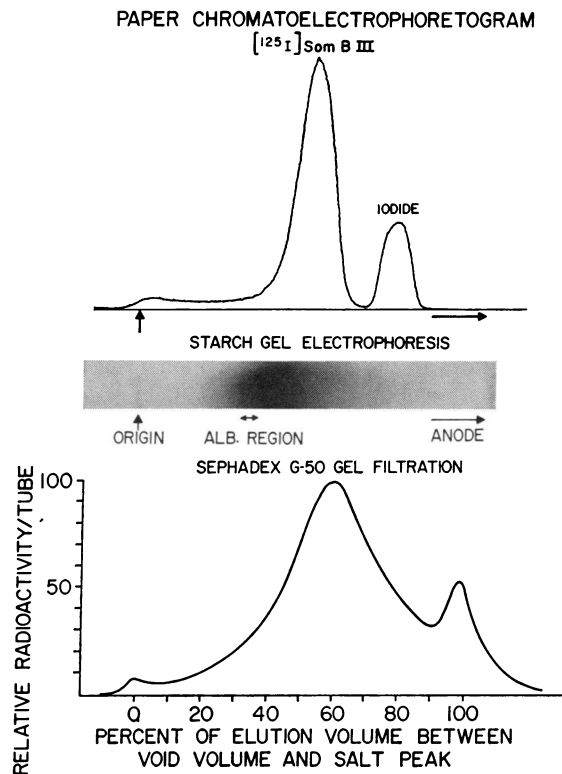 PAPER CHROMATOELECTROPHORETOGRAM
[¹²⁵I] Som B III
IODIDE
STARCH GEL ELECTROPHORESIS
ORIGIN ALB. REGION ANODE
SEPHADEX G-50 GEL FILTRATION
RELATIVE RADIOACTIVITY/TUBE
100
50
0 20 40 60 80 100
PERCENT OF ELUTION VOLUME BETWEEN
VOID VOLUME AND SALT PEAK